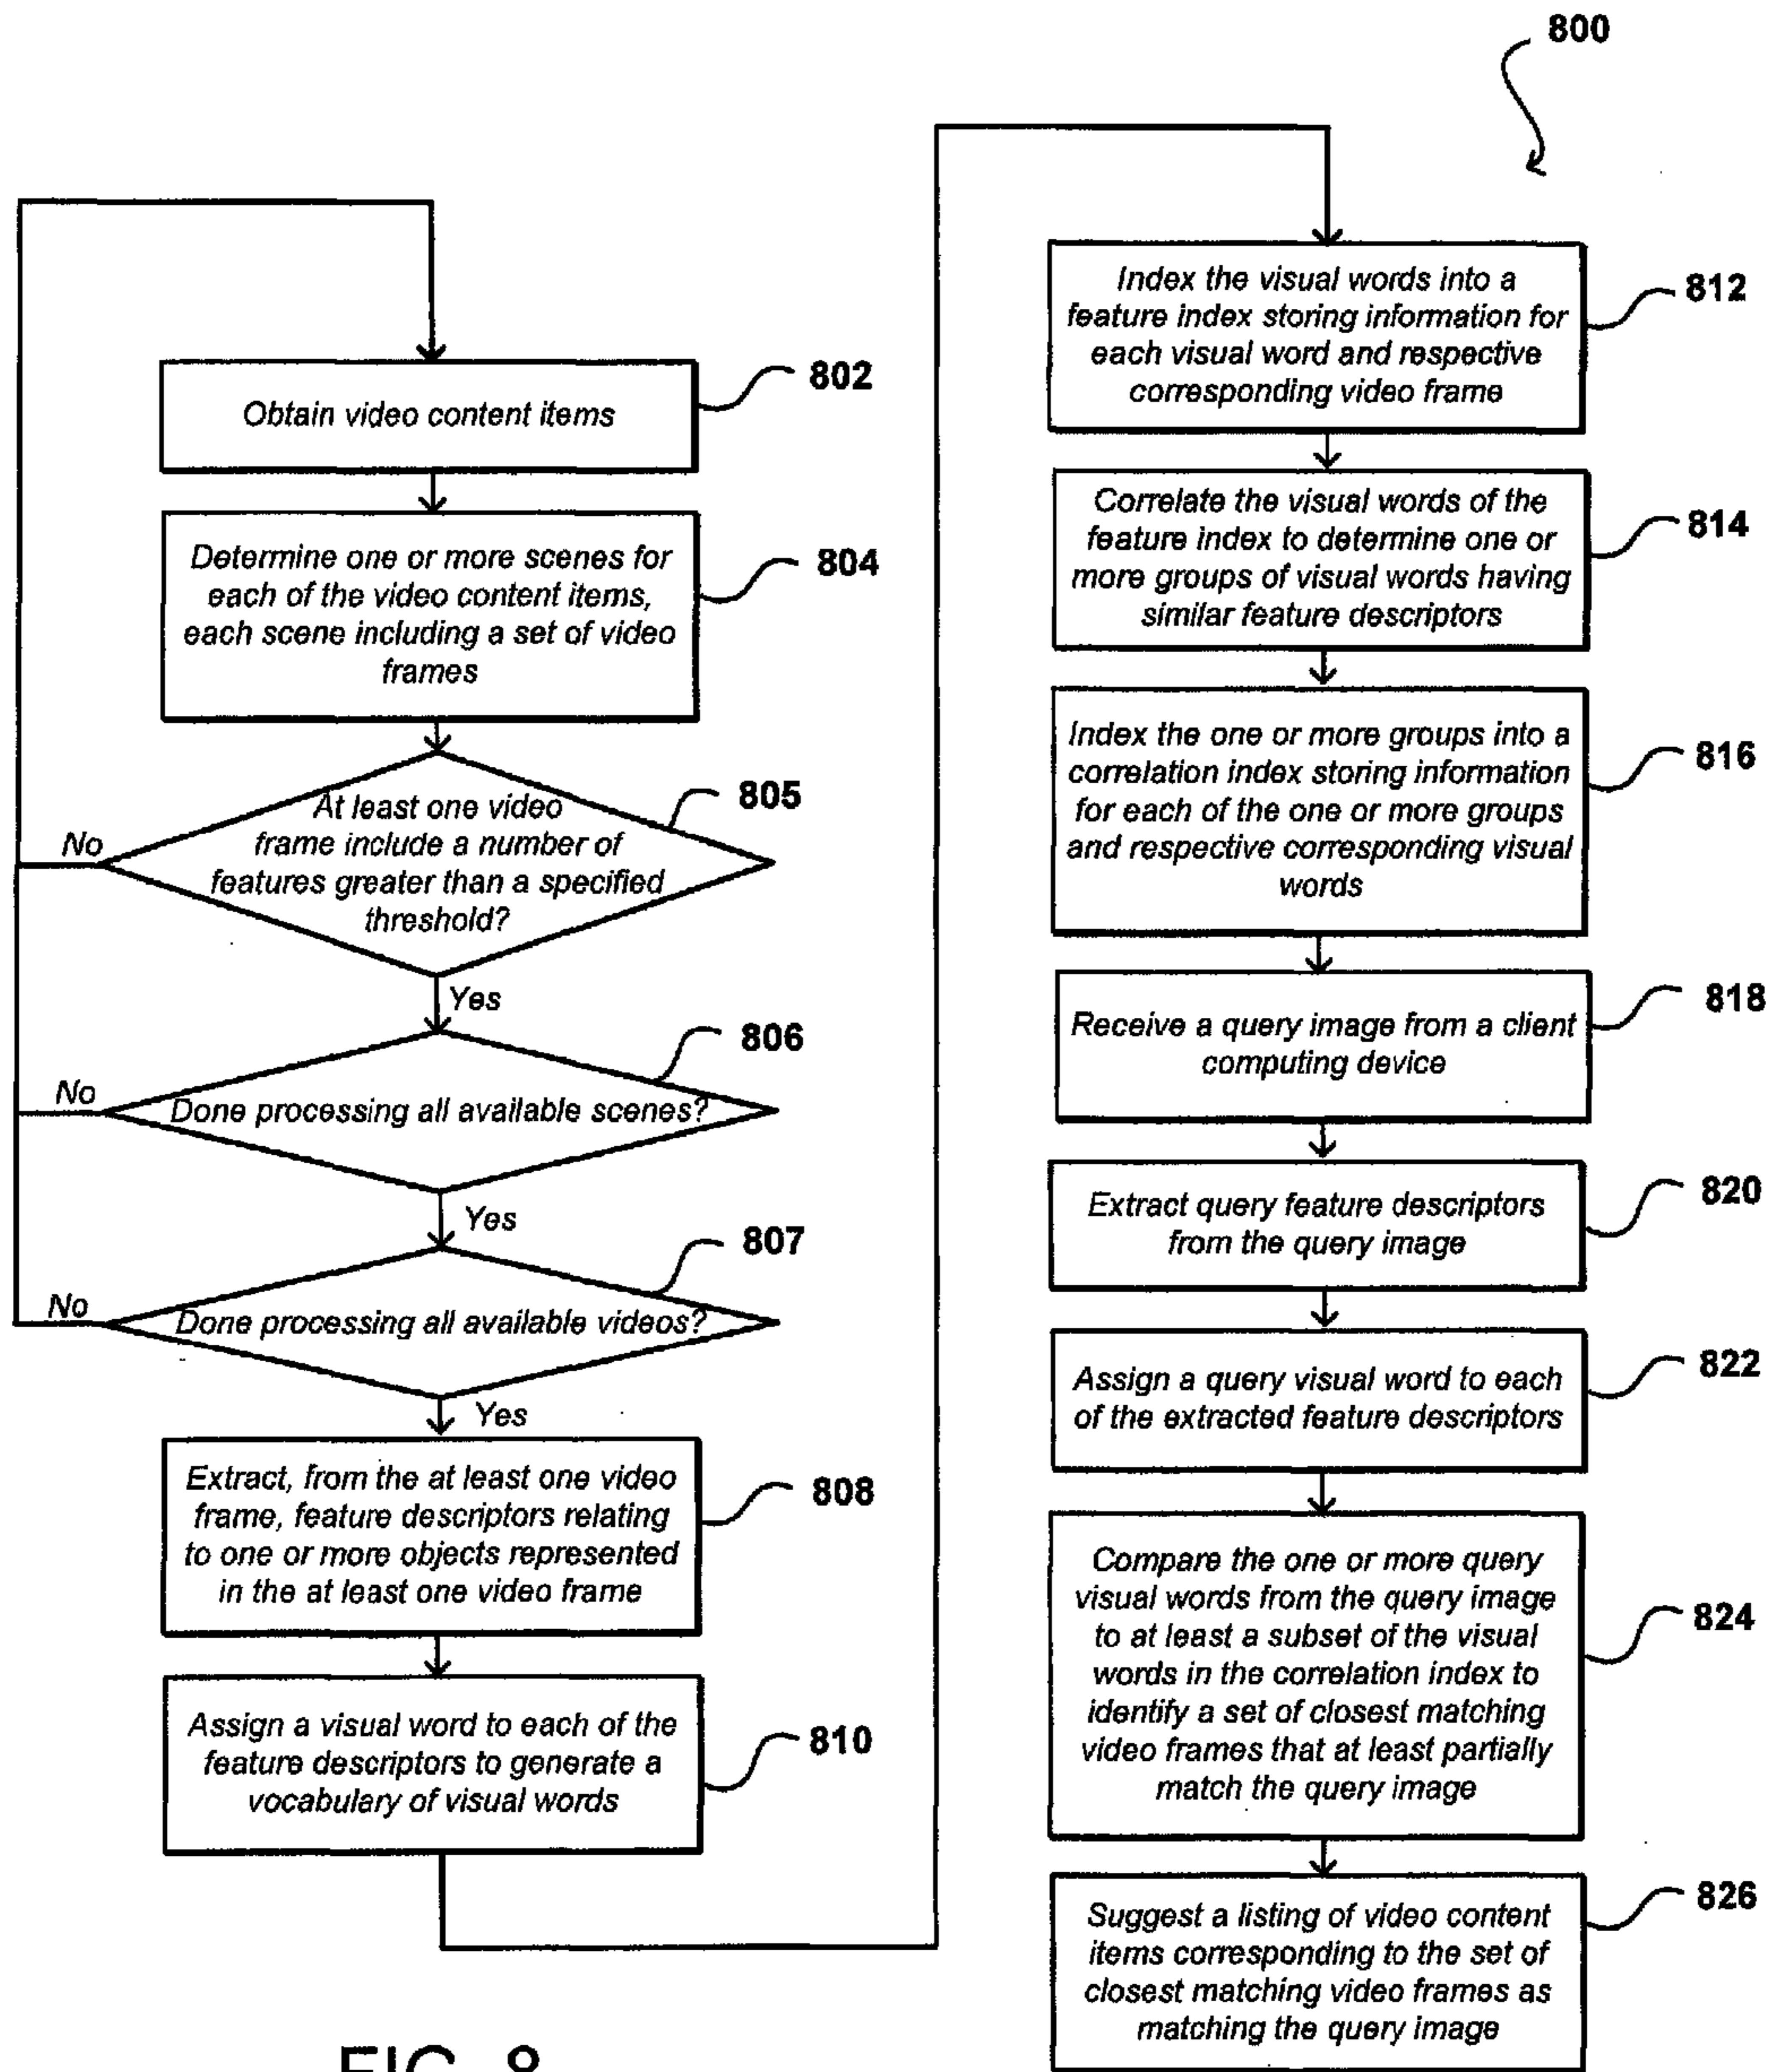 800
Obtain video content items
802
Determine one or more scenes for
each of the video content items,
each scene including a set of video
frames
804
At least one video
frame include a number of
features greater than a specified
threshold?
805
No
Yes
Done processing all available scenes?
806
No
Yes
Done processing all available videos?
807
No
Yes
Extract, from the at least one video
frame, feature descriptors relating
to one or more objects represented
in the at least one video frame
808
Assign a visual word to each of the
feature descriptors to generate a
vocabulary of visual words
810
Index the visual words into a
feature index storing information for
each visual word and respective
corresponding video frame
812
Correlate the visual words of the
feature index to determine one or
more groups of visual words having
similar feature descriptors
814
Index the one or more groups into a
correlation index storing information
for each of the one or more groups
and respective corresponding visual
words
816
Receive a query image from a client
computing device
818
Extract query feature descriptors
from the query image
820
Assign a query visual word to each
of the extracted feature descriptors
822
Compare the one or more query
visual words from the query image
to at least a subset of the visual
words in the correlation index to
identify a set of closest matching
video frames that at least partially
match the query image
824
Suggest a listing of video content
items corresponding to the set of
closest matching video frames as
matching the query image
826
FIG. 8